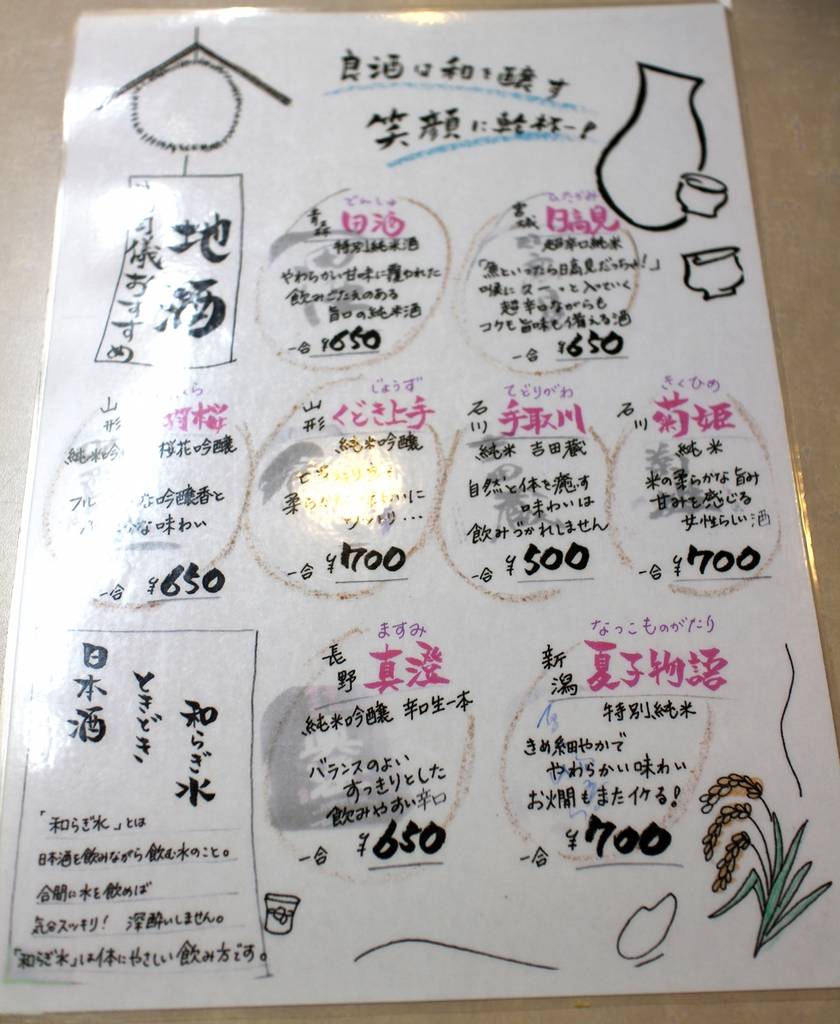 良酒は和を醸す
笑顔に乾杯ー!
地酒
儀おすすめ
でんしゅ
青森 田酒
特別純米酒
やわらかい甘味に覆われた
飲みごたえのある
旨口の純米酒
一合 ¥650
ひたかみ
宮城 日高見
超辛口純米
「魚といったら日高見だっちゃ!」
喉にスーッと入っていく
超辛口ながらも
コクも旨味も備える酒
一合 ¥650
くら
山形 桜
純米吟 桜花吟醸
フル な吟醸香と
な味わい
一合 ¥650
じょうず
山形 くどき上手
純米吟醸
柔らか に
一合 ¥700
てどりがわ
石川 手取川
純米 吉田蔵
自然と体を癒す
味わいは
飲みづかれしません
一合 ¥500
きくひめ
石川 菊姫
純米
米の柔らかな旨み
甘みを感じる
女性らしい酒
一合 ¥700
ますみ
長野 真澄
純米吟醸 辛口生一本
バランスのよい
すっきりとした
飲みやすい辛口
一合 ¥650
なつこものがたり
新潟 夏子物語
特別純米
きめ細やかで
やわらかい味わい
お燗もまたイケる!
一合 ¥700
日本酒
ときどき
和らぎ水
「和らぎ水」とは
日本酒を飲みながら飲む水のこと。
合間に水を飲めば
気分スッキリ! 深酔いしません。
「和らぎ水」は体にやさしい飲み方です。